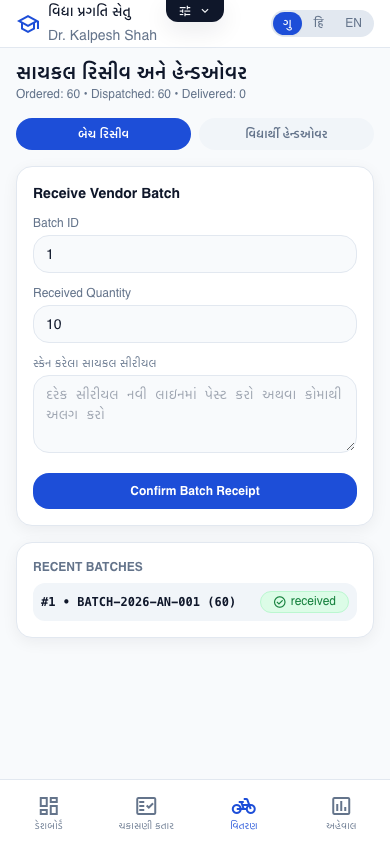 વિદ્યા પ્રગતિ સેતુ
Dr. Kalpesh Shah
ગુ
હિ
EN
સાયકલ રિસીવ અને હેન્ડઓવર
Ordered: 60 • Dispatched: 60 • Delivered: 0
બેચ રિસીવ
વિદ્યાર્થી હેન્ડઓવર
Receive Vendor Batch
Batch ID
1
Received Quantity
10
સ્કેન કરેલા સાયકલ સીરીયલ
દરેક સીરીયલ નવી લાઇનમાં પેસ્ટ કરો અથવા કોમાથી
અલગ કરો
Confirm Batch Receipt
RECENT BATCHES
#1 • BATCH-2026-AN-001 (60)
received
ડેશબોર્ડ
ચકાસણી કતાર
વિતરણ
અહેવાલ